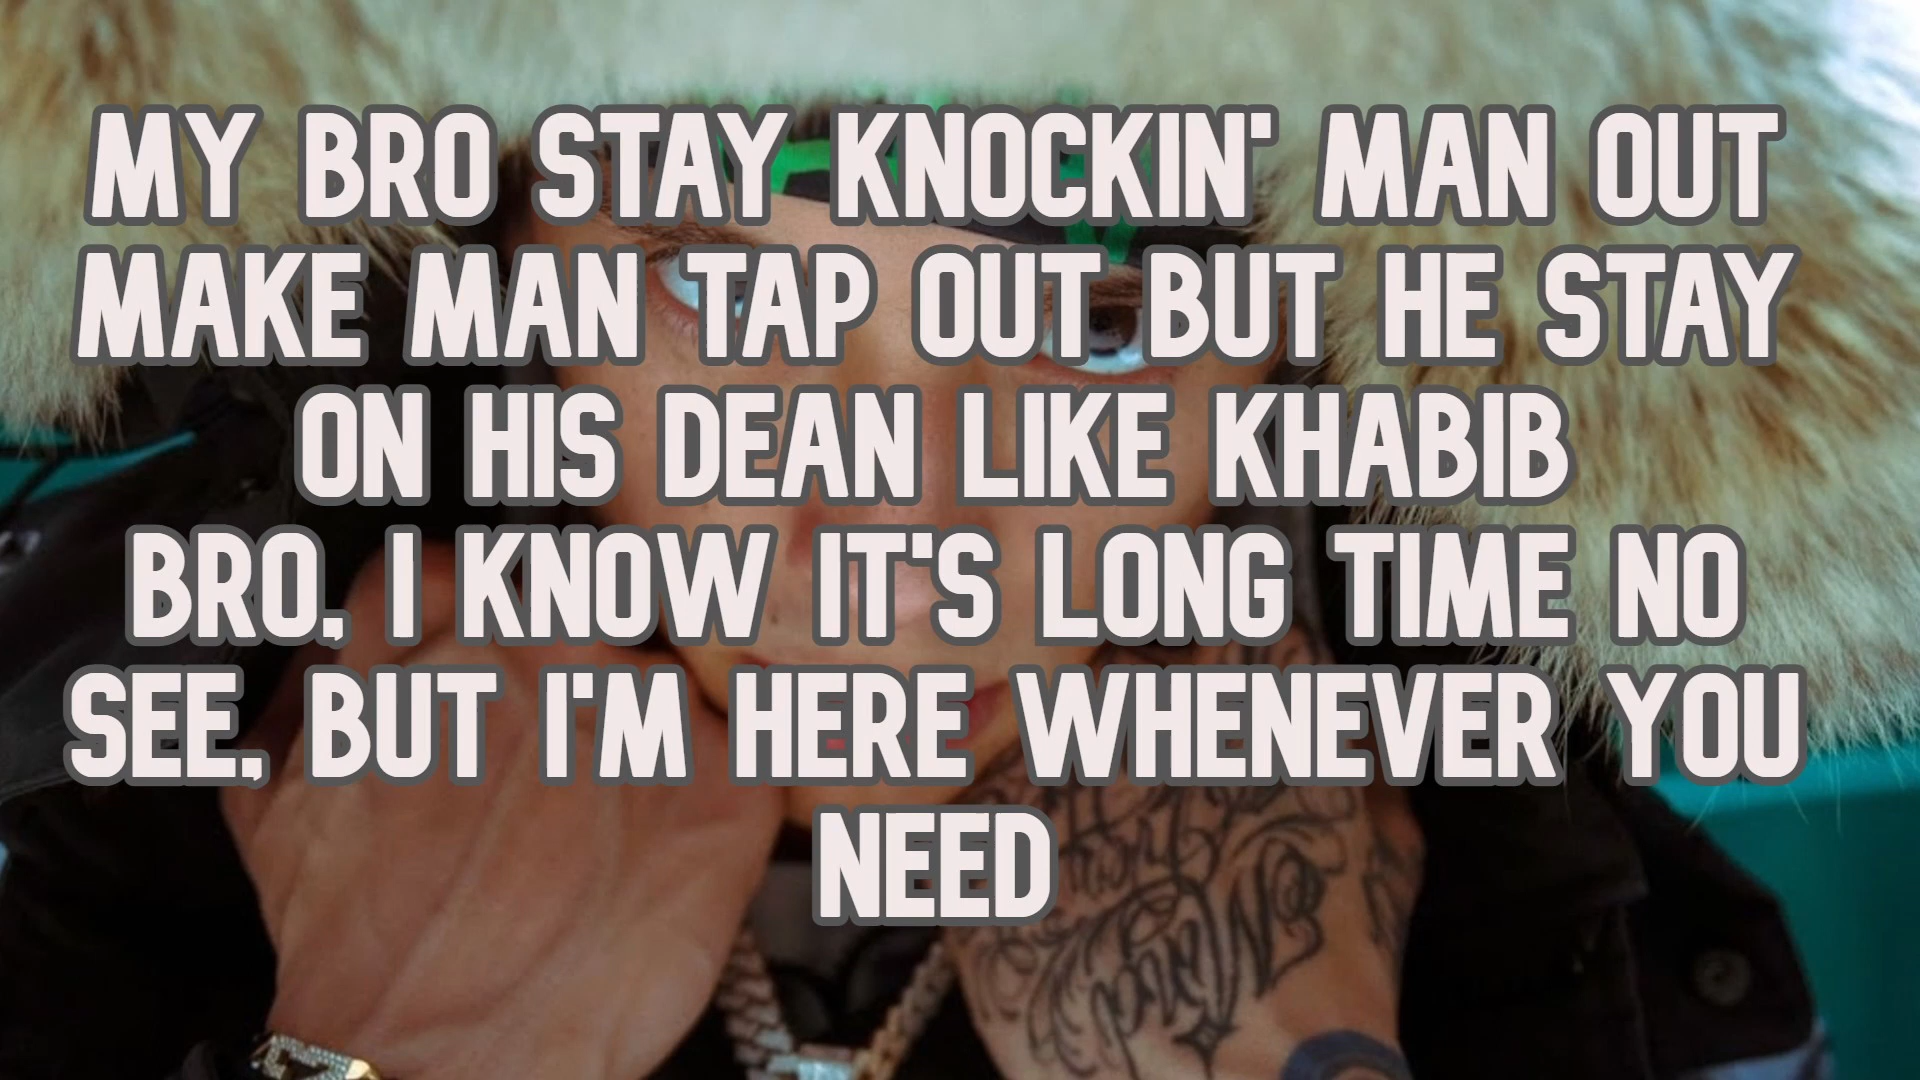 MY BRO STAY KNOCKIN' MAN OUT
MAKE MAN TAP OUT BUT HE STAY
ON HIS DEAN LIKE KHABIB
BRO, I KNOW IT'S LONG TIME NO
SEE, BUT I'M HERE WHENEVER YOU
NEED